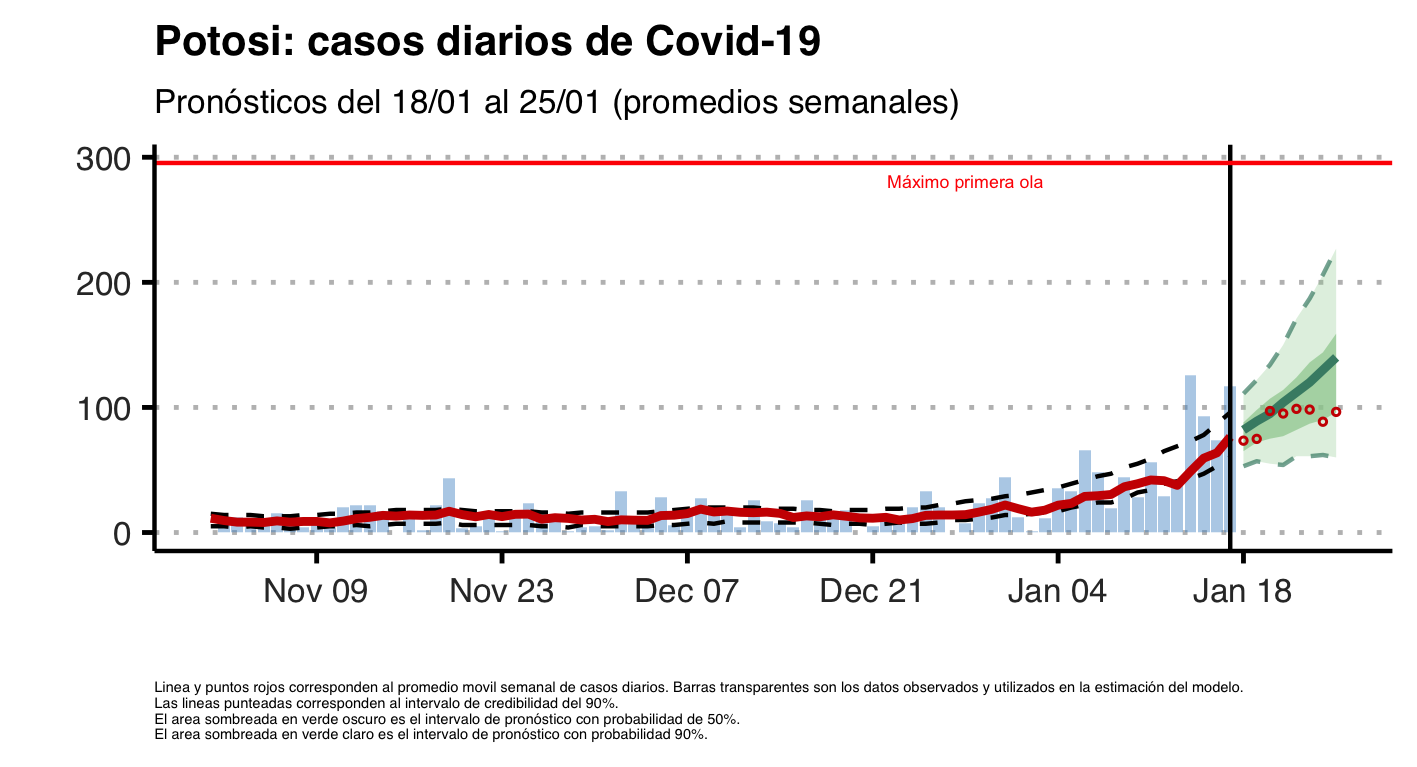 Potosi: casos diarios de Covid-19
Pronósticos del 18/01 al 25/01 (promedios semanales)
300
Máximo primera ola
200
100
0
Nov 09 Nov 23 Dec 07 Dec 21 Jan 04 Jan 18
Linea y puntos rojos corresponden al promedio movil semanal de casos diarios. Barras transparentes son los datos observados y utilizados en la estimación del modelo.
Las lineas punteadas corresponden al intervalo de credibilidad del 90%.
El area sombreada en verde oscuro es el intervalo de pronóstico con probabilidad de 50%.
El area sombreada en verde claro es el intervalo de pronóstico con probabilidad 90%.